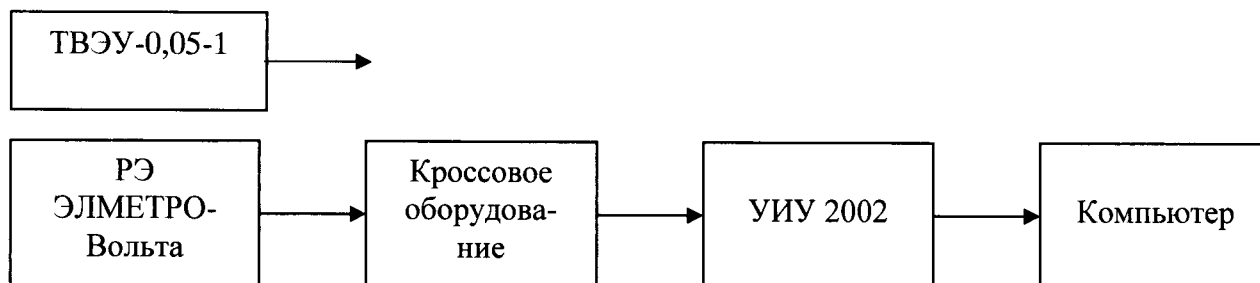 ТВЭУ-0,05-1
РЭ
ЭЛМЕТРО-
Вольта
Кроссовое
оборудова-
ние
УИУ 2002
Компьютер